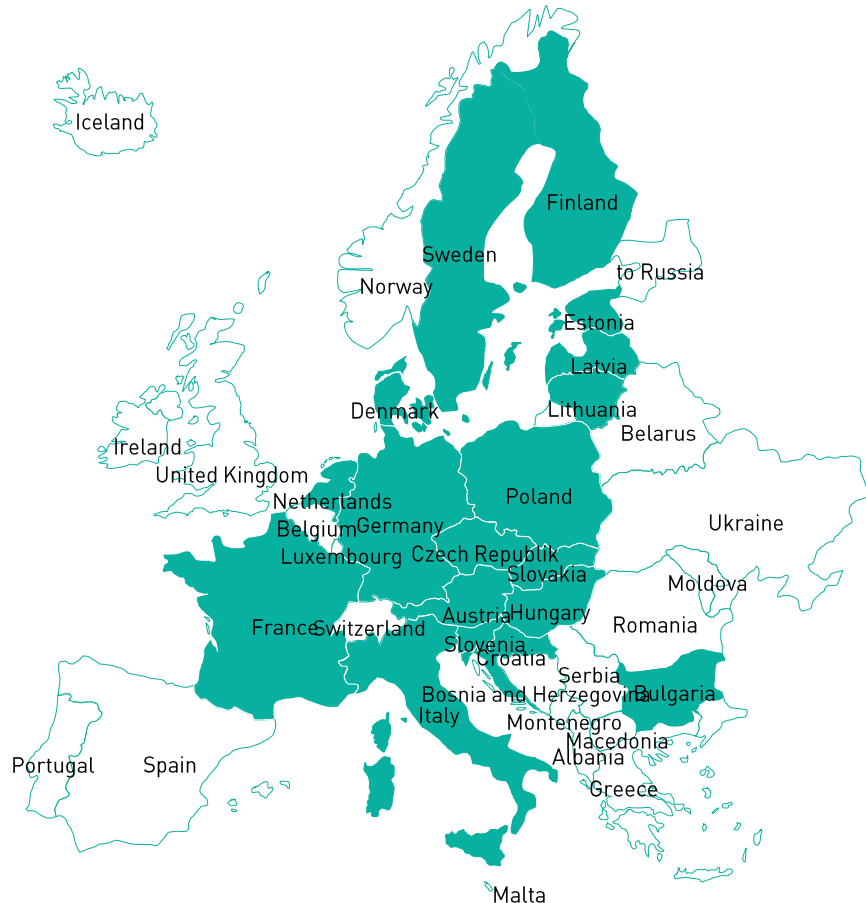 Iceland
Finland
Sweden
to Russia
Norway
Estonia
Latvia
Denmark
Lithuania
Belarus
Ireland
United Kingdom
Netherlands
Poland
Belgium
Germany
Ukraine
Luxembourg
Czech Republik
Slovakia
Moldova
Austria
Hungary
France
Switzerland
Romania
Slovenia
Croatia
Serbia
Bosnia and Herzegovina
Bulgaria
Italy
Montenegro
Macedonia
Albania
Portugal
Spain
Greece
Malta